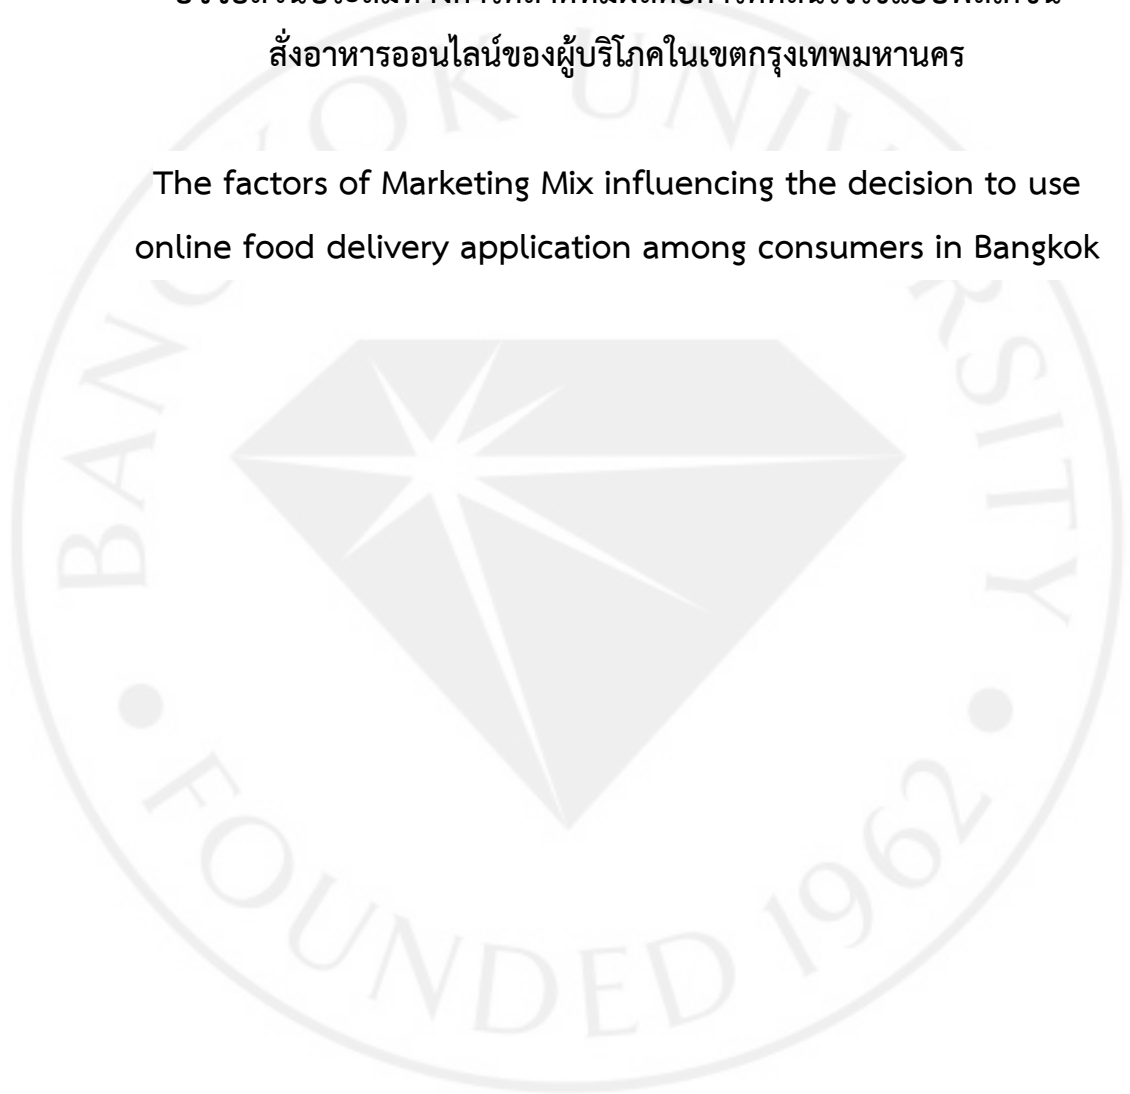 สั่งอาหารออนไลน์ของผู้บริโภคในเขตกรุงเทพมหานคร
The factors of Marketing Mix influencing the decision to use
online food delivery application among consumers in Bangkok
BANGKOK UNIVERSITY
FOUNDED 1962